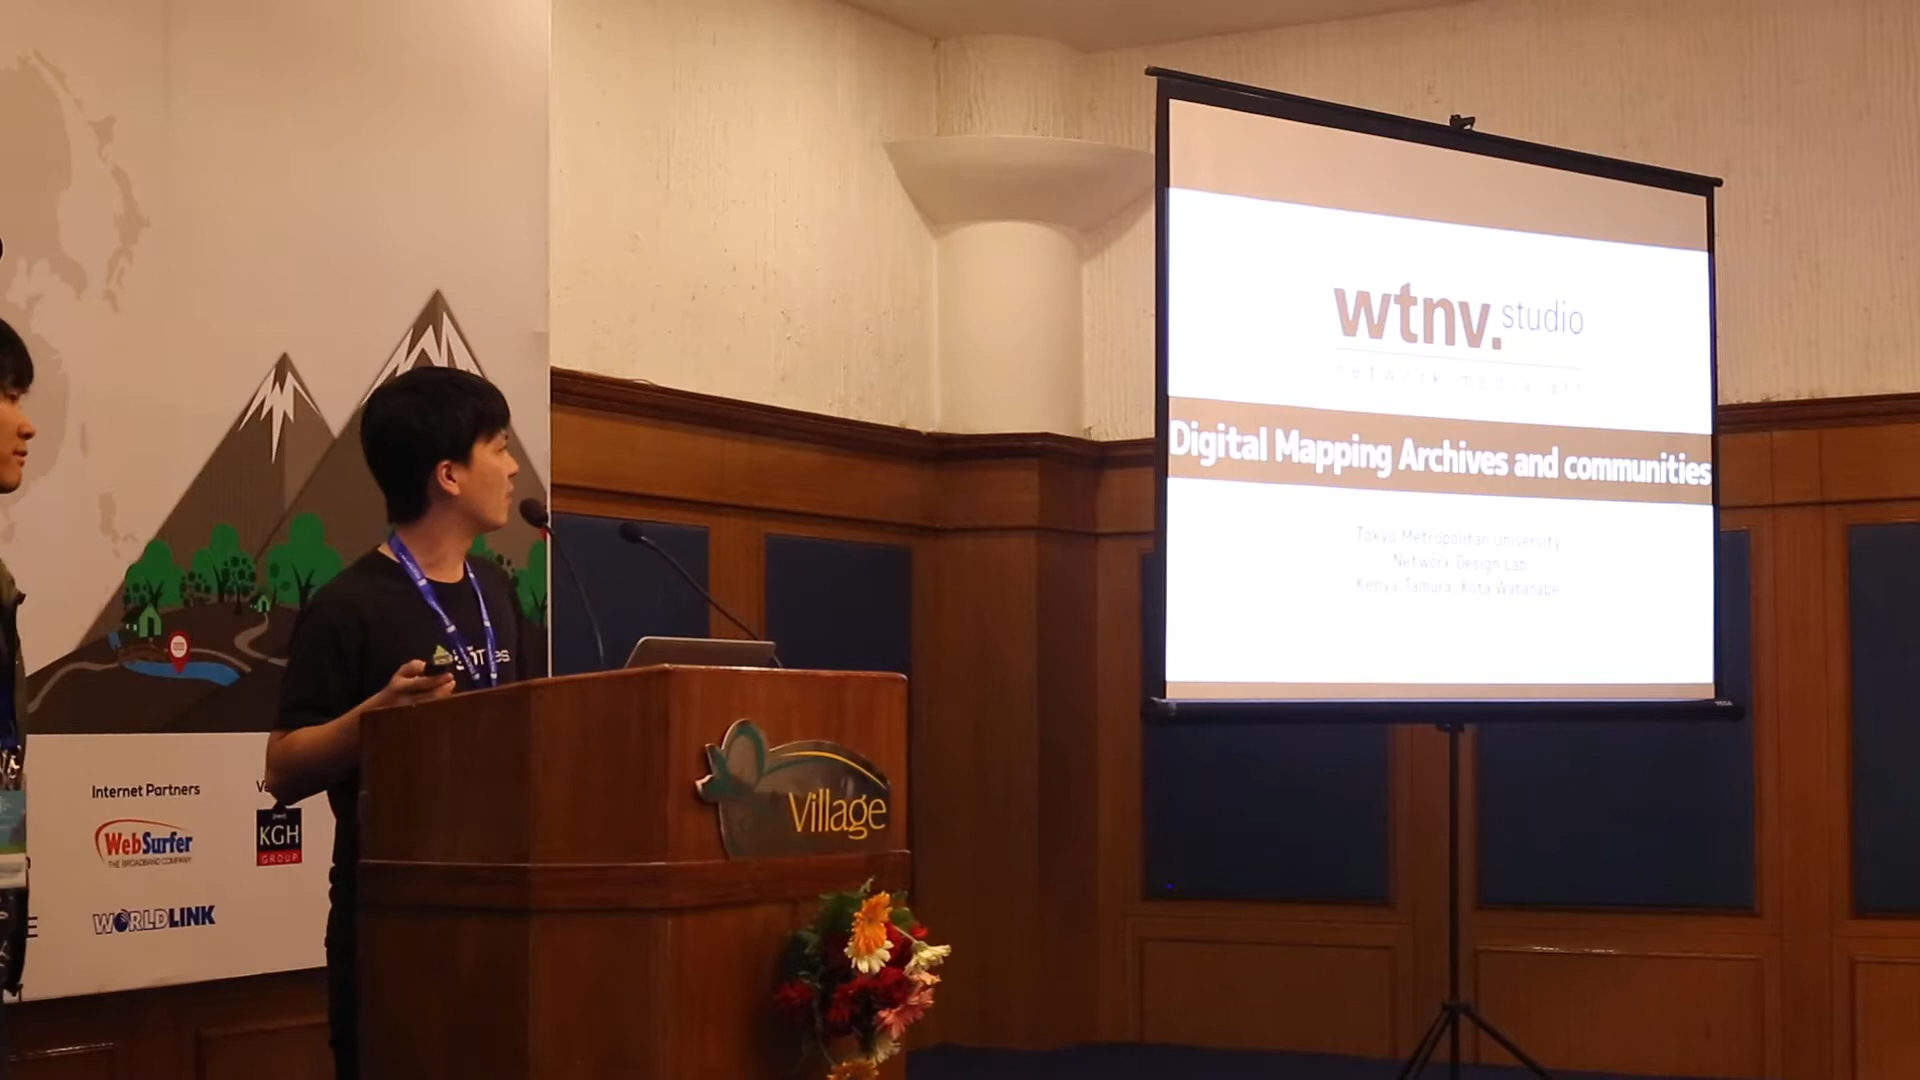 wtnv.studio
network media art
Digital Mapping Archives and communities
Tokyo Metropolitan University
Network Design Lab
Kenya Tamura, Kota Watanabe
Village
Internet Partners
WebSurfer
THE BROADBAND COMPANY
KGH
GROUP
WORLDLINK